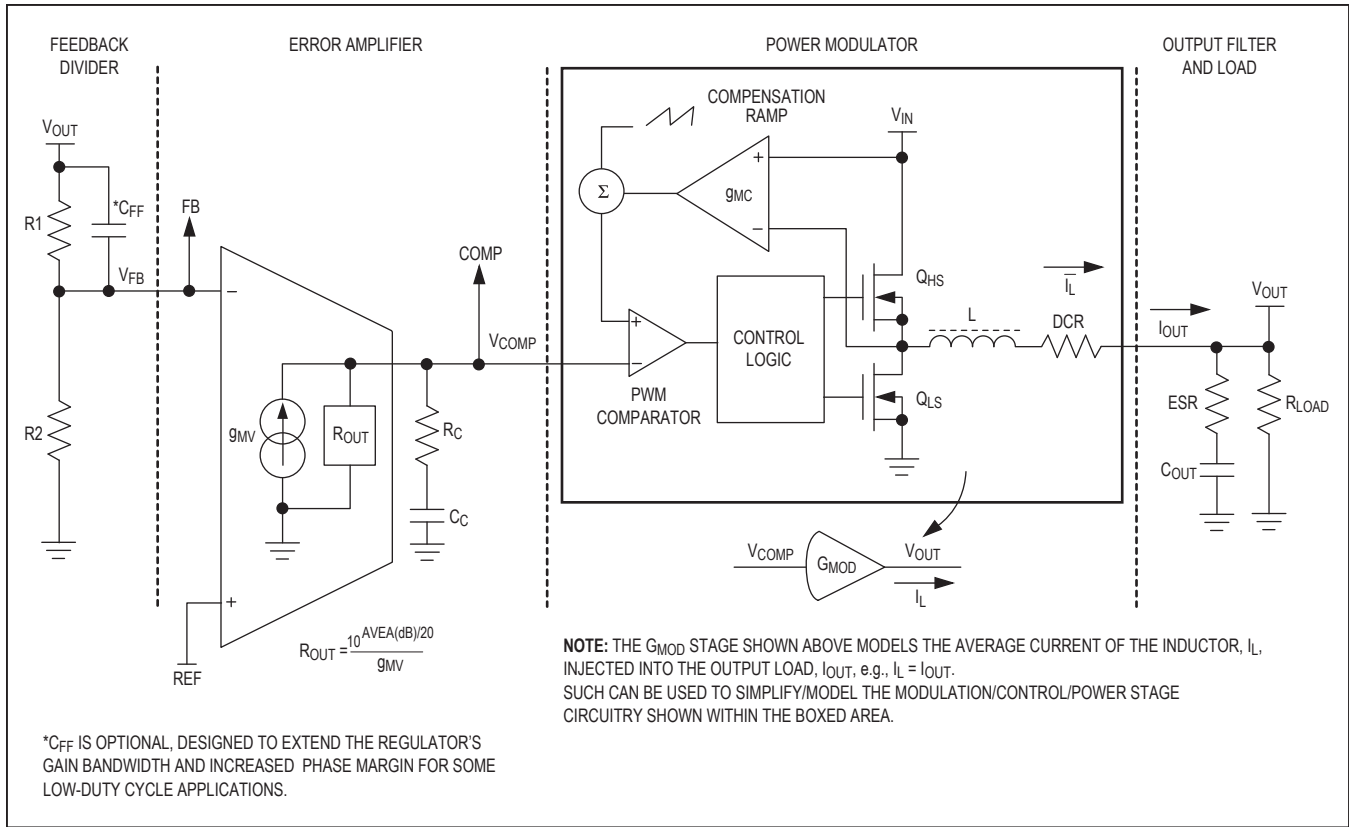 FEEDBACK
DIVIDER
ERROR AMPLIFIER
POWER MODULATOR
OUTPUT FILTER
AND LOAD
VOUT
R1
*CFF
FB
VFB
R2
gMV
ROUT
RC
CC
COMP
VCOMP
REF
ROUT = 10^AVEA(dB)/20 / gMV
COMPENSATION
RAMP
Σ
gMC
VIN
PWM
COMPARATOR
CONTROL
LOGIC
QHS
QLS
IL
L
DCR
IOUT
VOUT
ESR
COUT
RLOAD
VCOMP
GMOD
VOUT
IL
NOTE: THE GMOD STAGE SHOWN ABOVE MODELS THE AVERAGE CURRENT OF THE INDUCTOR, IL,
INJECTED INTO THE OUTPUT LOAD, IOUT, e.g., IL = IOUT.
SUCH CAN BE USED TO SIMPLIFY/MODEL THE MODULATION/CONTROL/POWER STAGE
CIRCUITRY SHOWN WITHIN THE BOXED AREA.
*CFF IS OPTIONAL, DESIGNED TO EXTEND THE REGULATOR'S
GAIN BANDWIDTH AND INCREASED PHASE MARGIN FOR SOME
LOW-DUTY CYCLE APPLICATIONS.